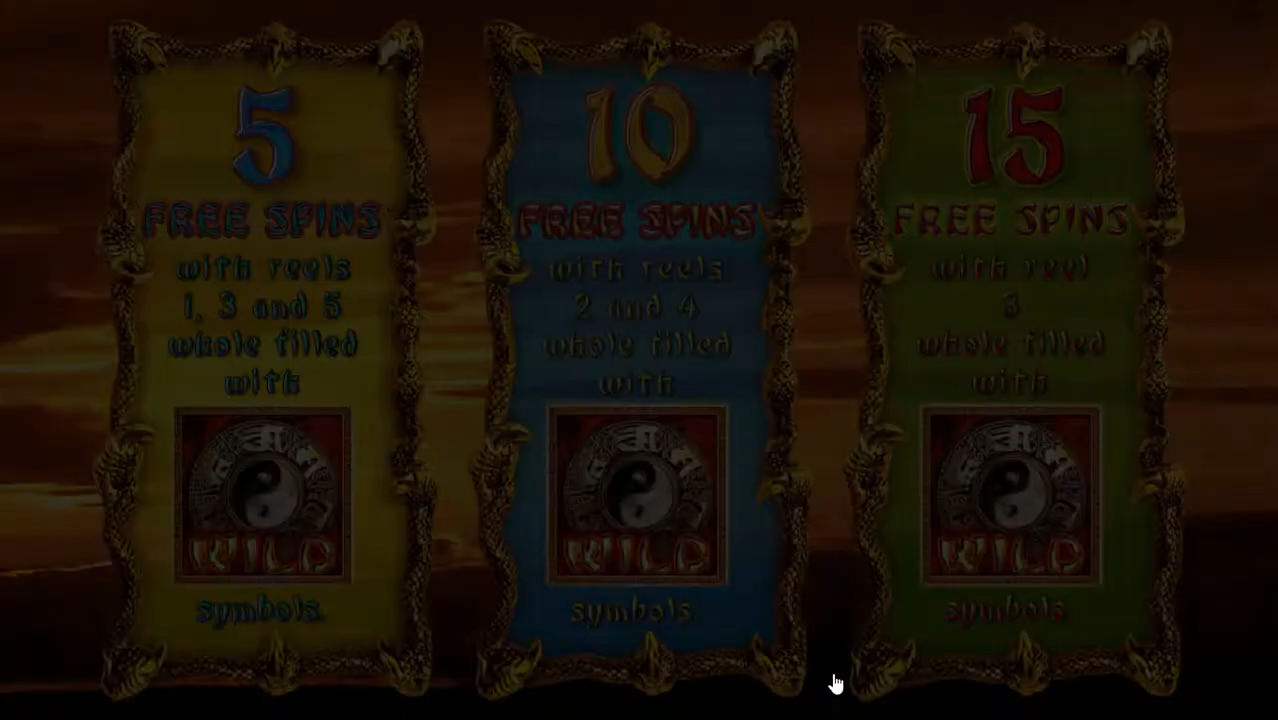 5
FREE SPINS
with reels
1, 3 and 5
whole filled
with
WILD
symbols.
10
FREE SPINS
with reels
2 and 4
whole filled
with
WILD
symbols.
15
FREE SPINS
with reel
3
whole filled
with
WILD
symbols.